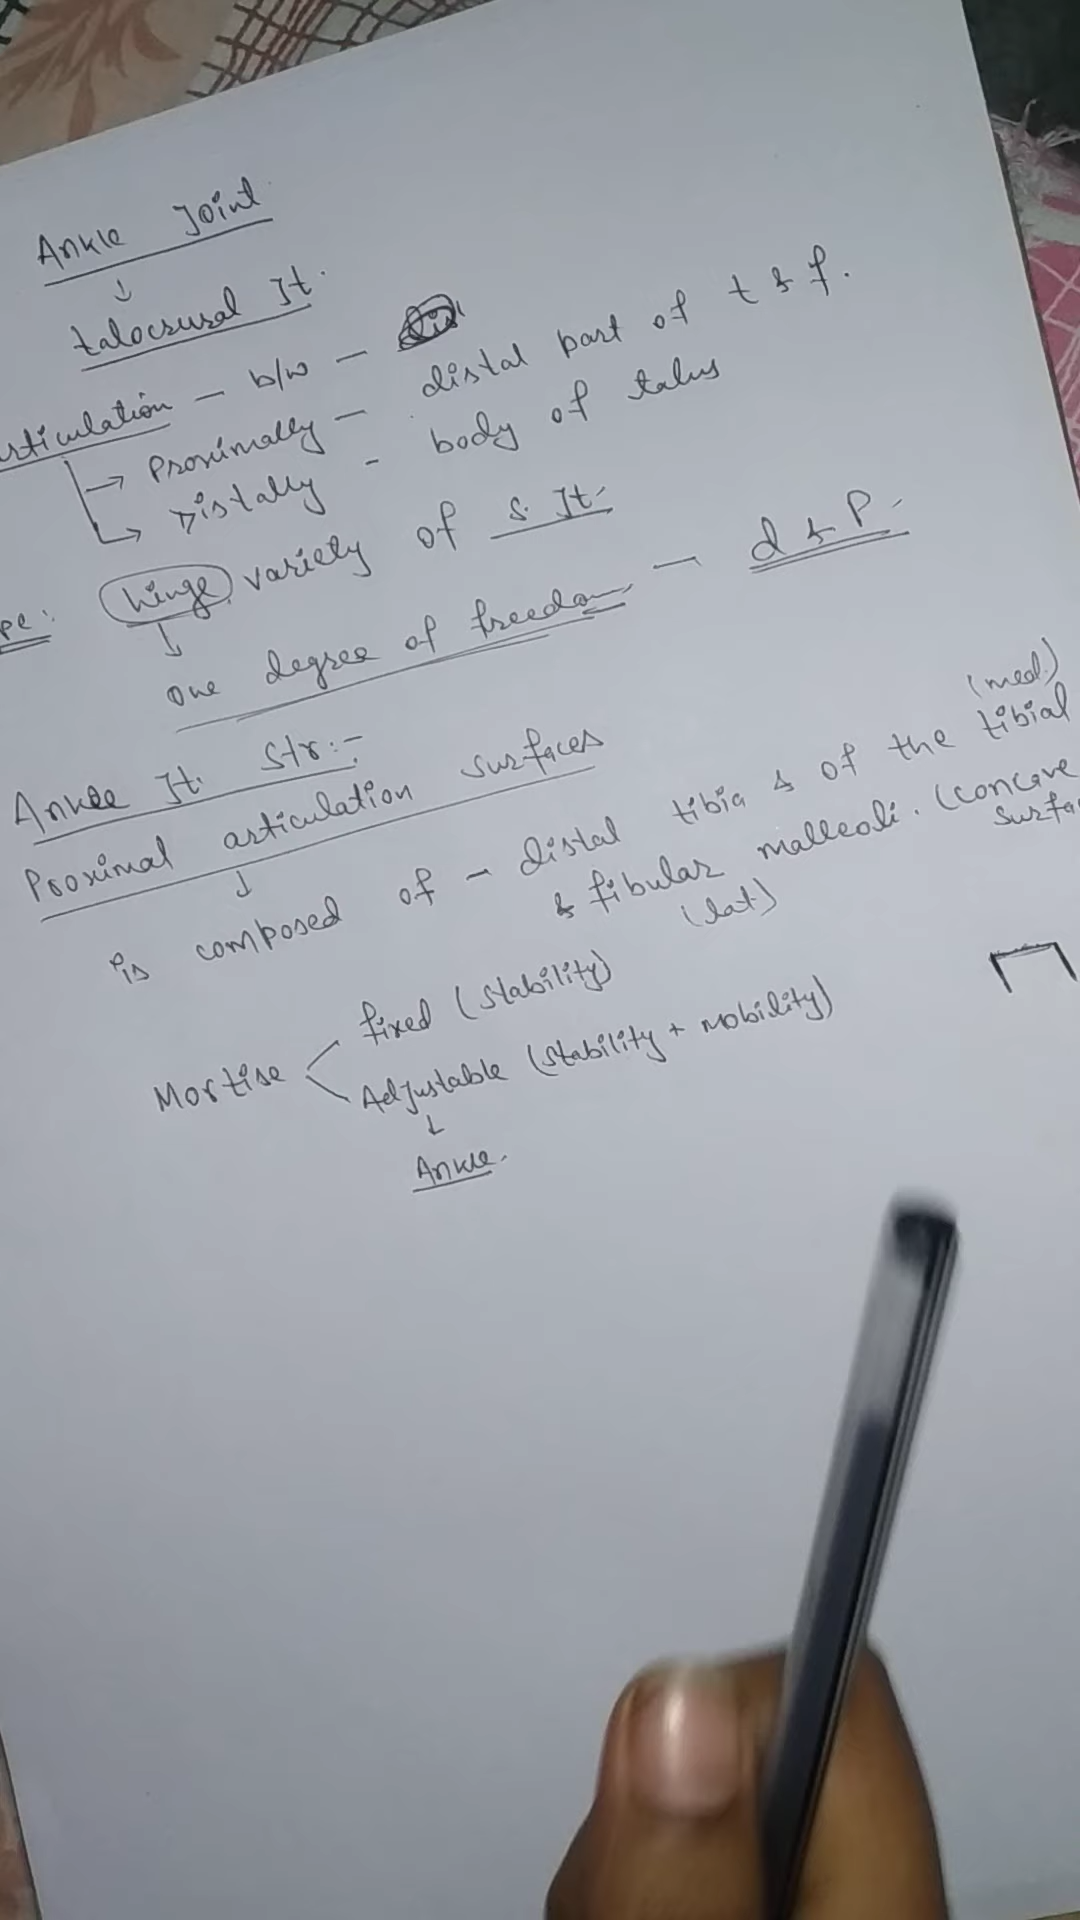 Ankle Joint
↓
talocrural Jt.
articulation - b/w -
→ Proximally - distal part of t & f.
→ Distally - body of talus
pe: hinge variety of s. Jt.
↓
one degree of freedom - d & P.
Ankle Jt. Str:-
Proximal articulation surfaces
↓ (med)
is composed of - distal tibia & of the tibial
& fibular malleoli. (concave
(lat) surfa
Mortise < fixed (stability)
Adjustable (stability + mobility)
↓
Ankle.